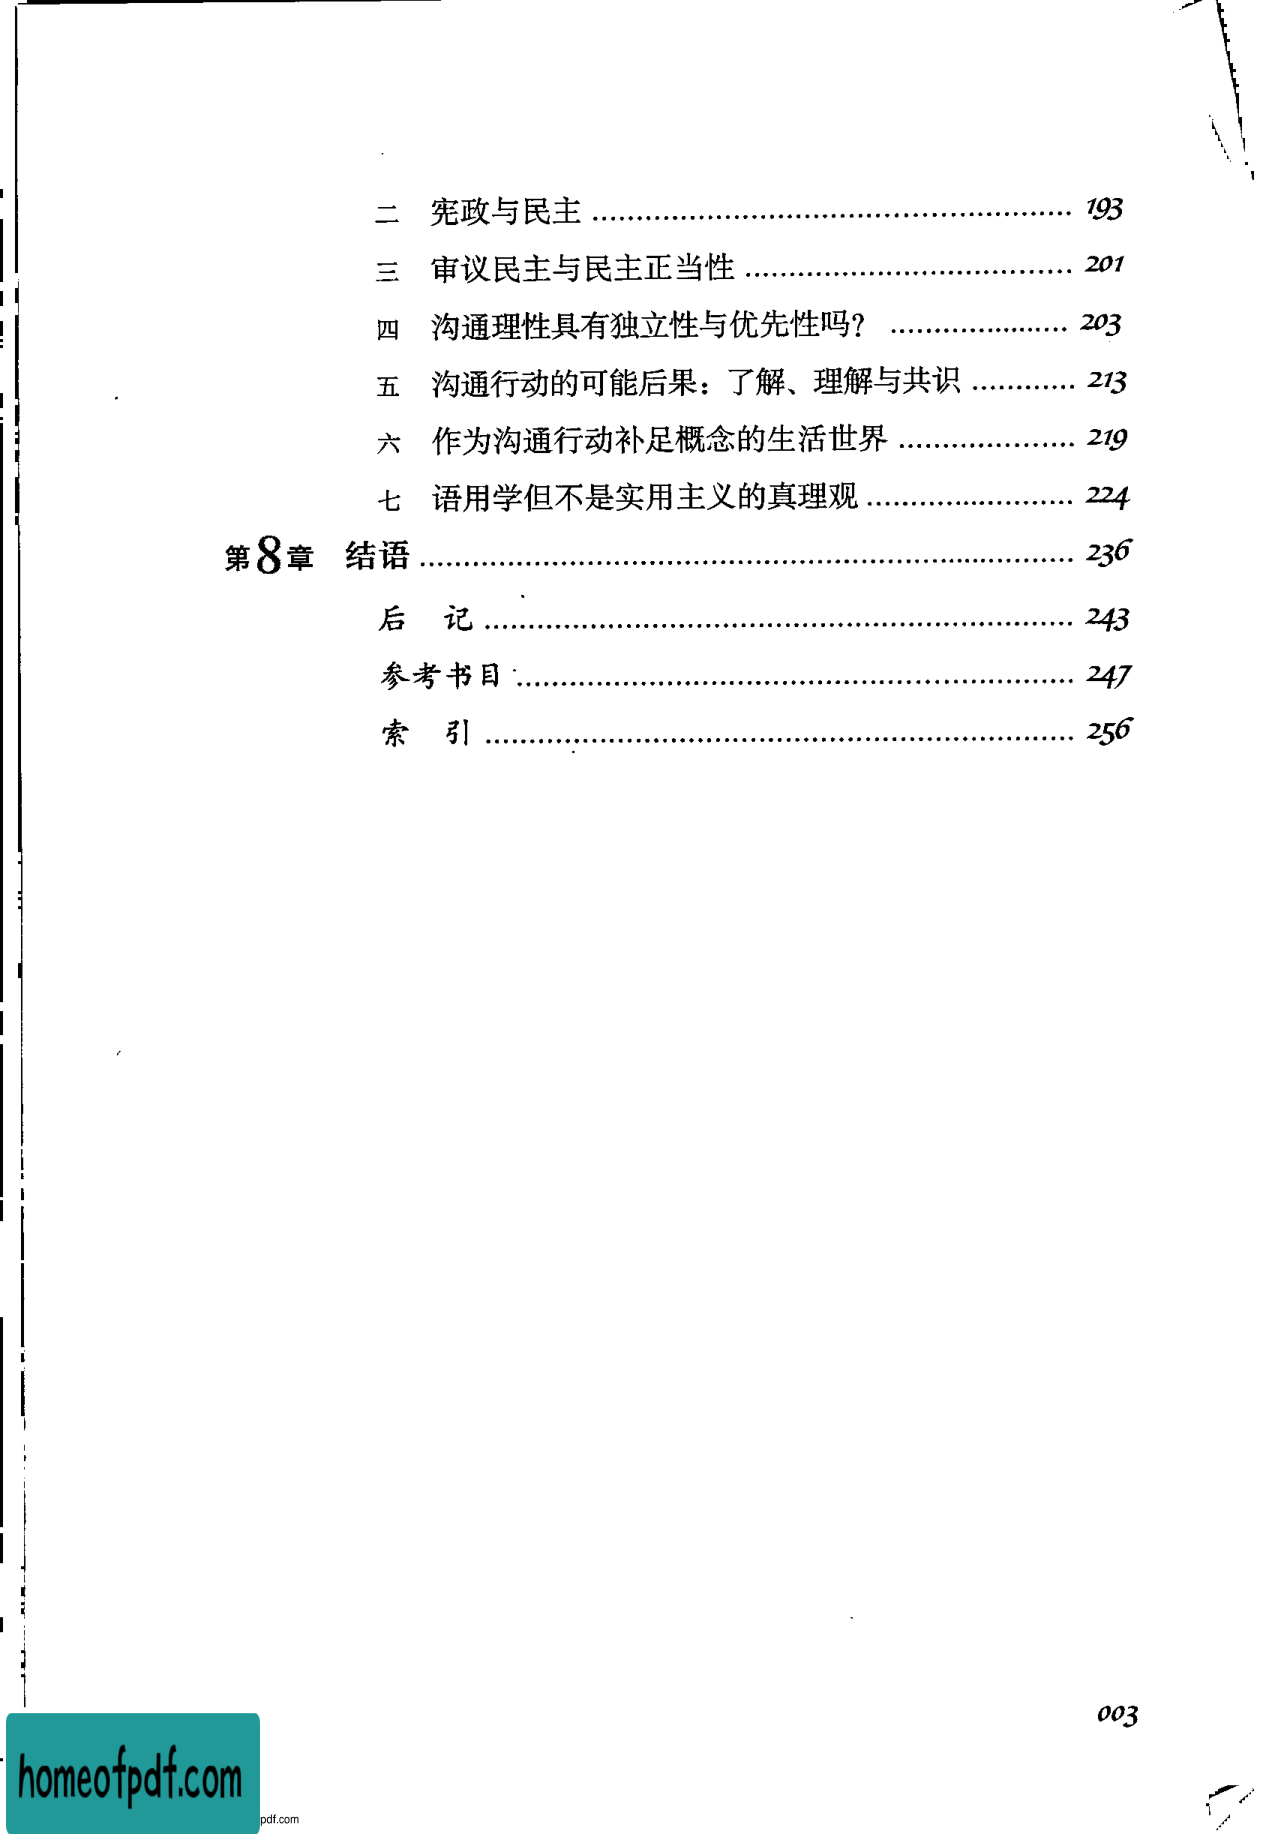 二 宪政与民主 ................................ 193
三 审议民主与民主正当性 ................................ 201
四 沟通理性具有独立性与优先性吗？ ................................ 203
五 沟通行动的可能后果：了解、理解与共识 ................................ 213
六 作为沟通行动补足概念的生活世界 ................................ 219
七 语用学但不是实用主义的真理观 ................................ 224
第8章 结语 ................................ 236
后 记 ................................ 243
参考书目 ................................ 247
索 引 ................................ 256
003
homeofpdf.com
pdf.com